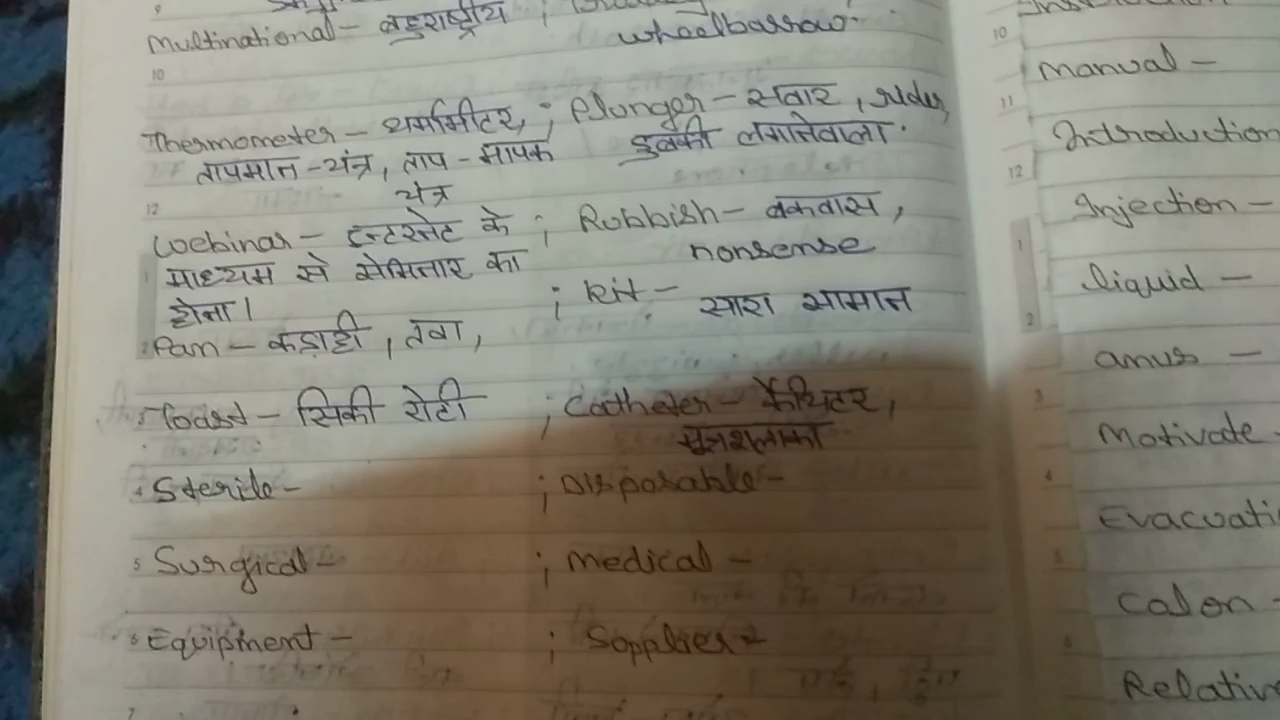 Multinational - बहुराष्ट्रीय ;
wheelbarrow.
Thermometer - थर्मामीटर, ; Plunger - सवार, rider,
तापमान-यंत्र, ताप-मापक डुबकी लगानेवाला.
यंत्र
Webinar - इन्टरनेट के ; Rubbish - बकवास,
माध्यम से सेमिनार का nonsense
होना। ; Kit - सारा सामान
Pan - कड़ाही, तवा,
Toast - सिकी रोटी ; Catheter - कैथिटर,
मूत्रशलाका
Sterile - ; Disposable -
Surgical - ; Medical -
Equipment - ; Supplies -
Manual -
Introduction
Injection -
liquid -
anus -
Motivate -
Evacuati
Colon -
Relativ